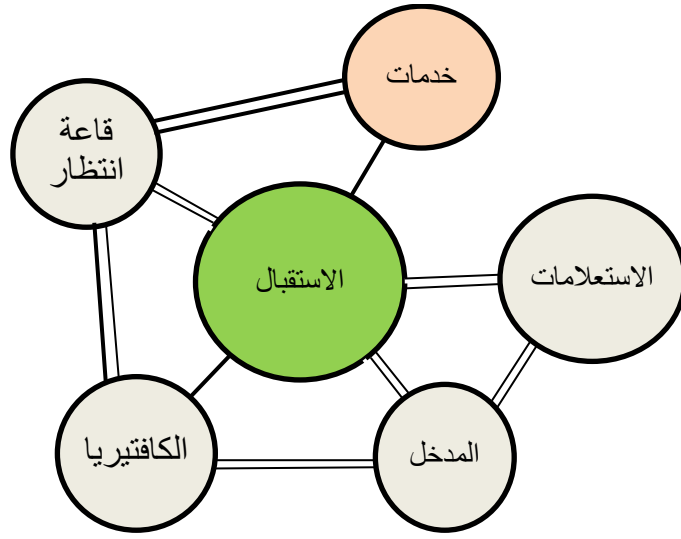 خدمات
قاعة
انتظار
الاستقبال
الاستعلامات
الكافتيريا
المدخل